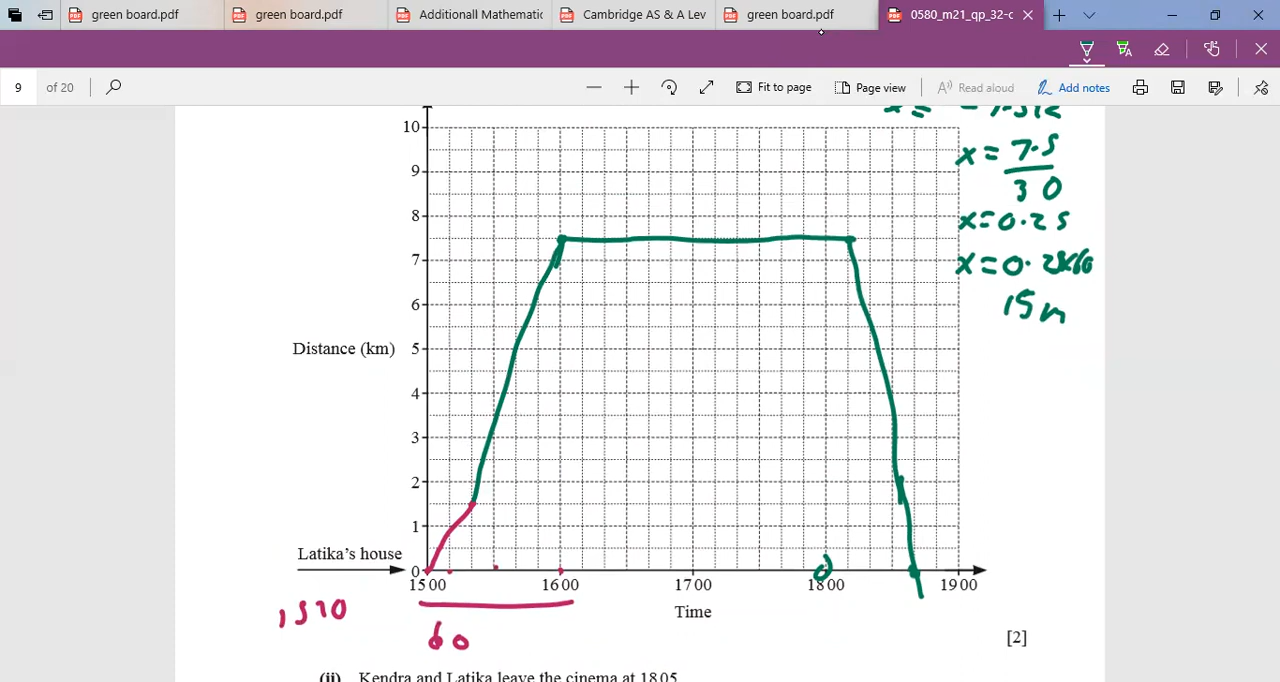 green board.pdf
green board.pdf
Additionall Mathematic
Cambridge AS & A Lev
green board.pdf
0580_m21_qp_32-c
9 of 20
Fit to page
Page view
Read aloud
Add notes
10
9
8
7
6
5
4
3
2
1
0
Distance (km)
Latika's house
15 00
16 00
17 00
18 00
19 00
Time
[2]
x = 7.5
30
x = 0.25
x = 0.25x60
15m
1510
60
(ii) Kendra and Latika leave the cinema at 18 05.